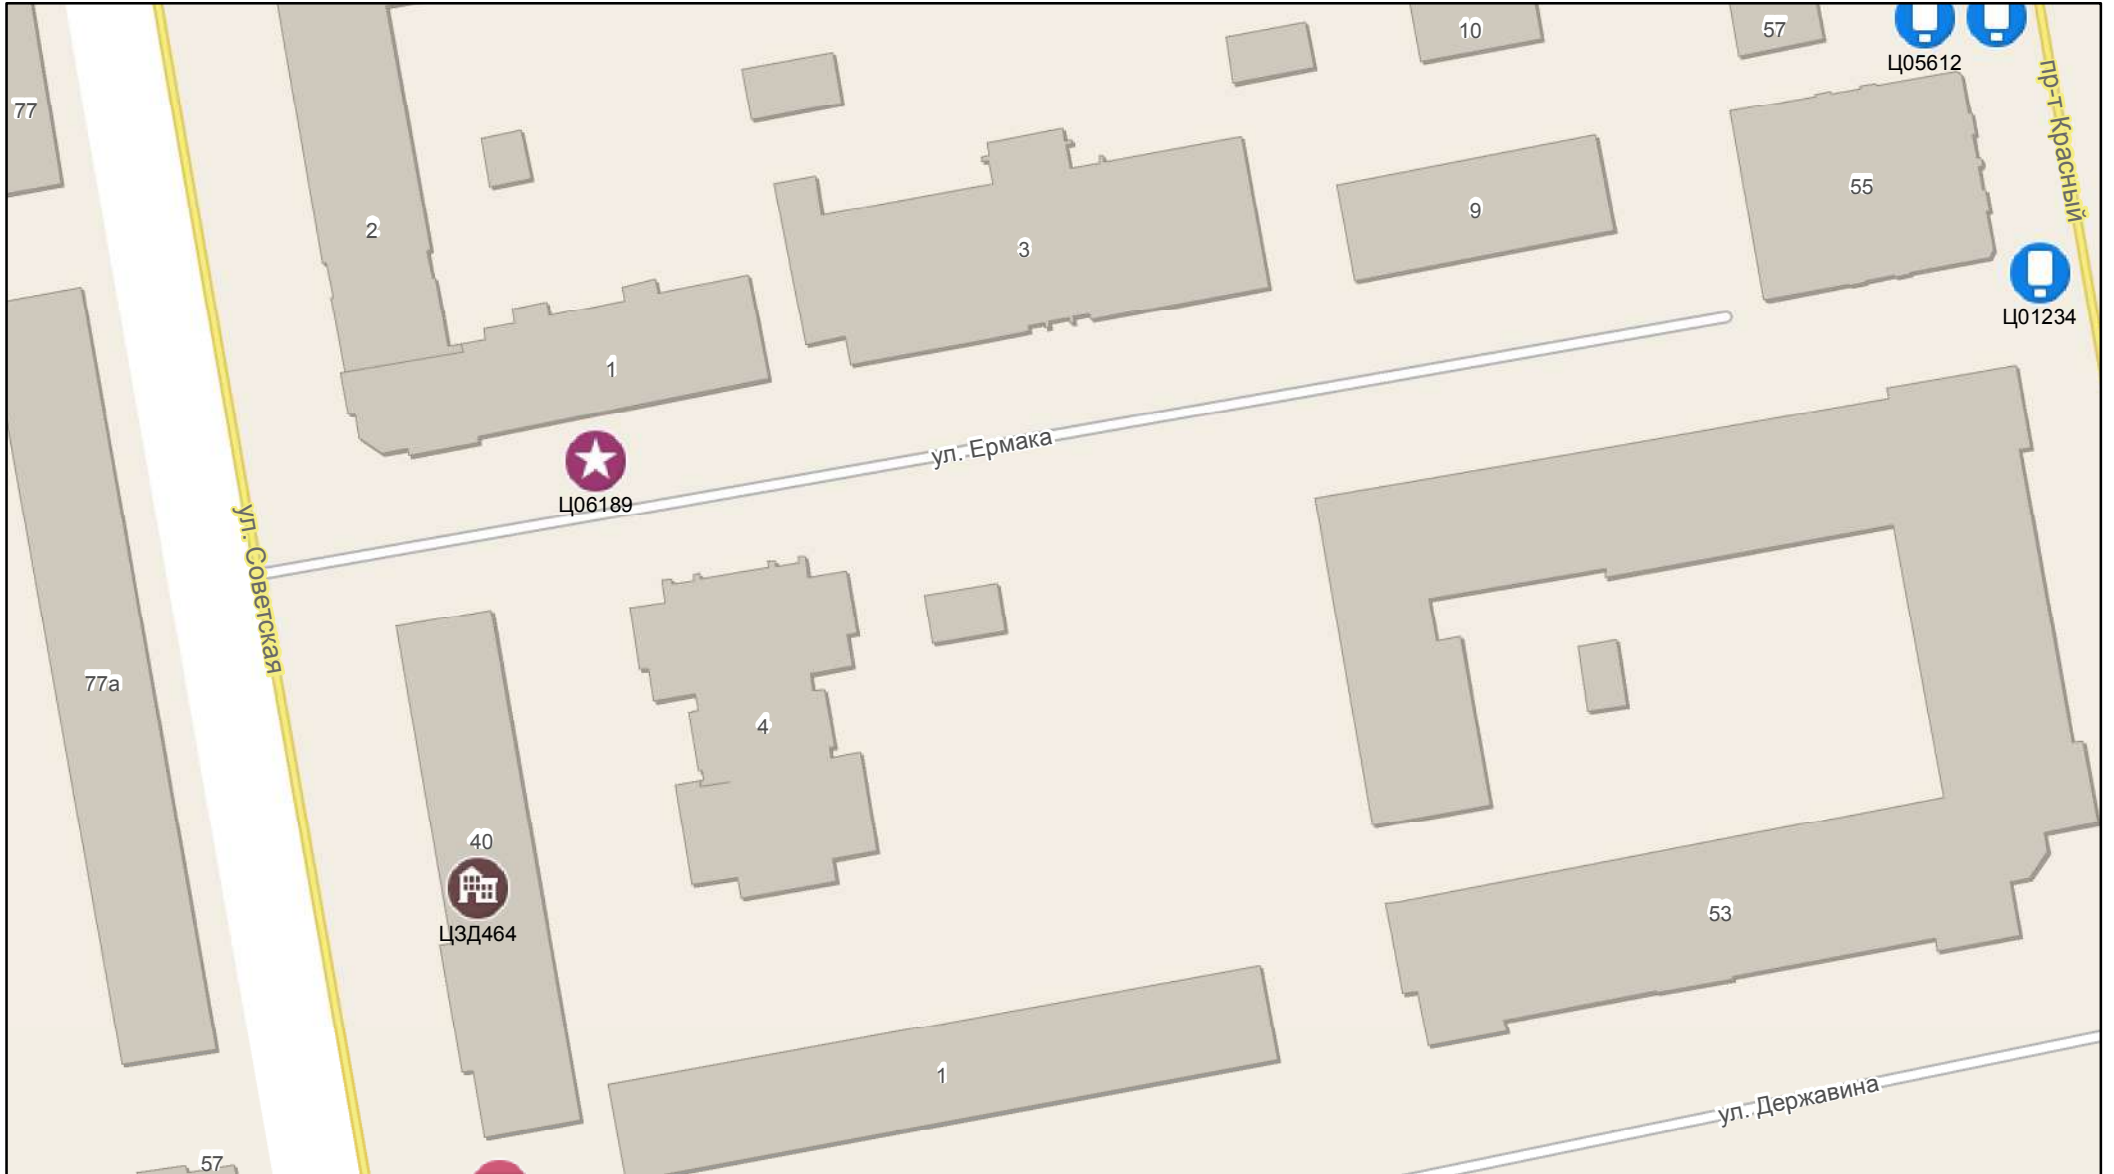 10
57
Ц05612
77
пр-т Красный
55
9
2
3
Ц01234
1
ул. Ермака
Ц06189
ул. Советская
77а
4
40
ЦЗД464
53
1
ул. Державина
57